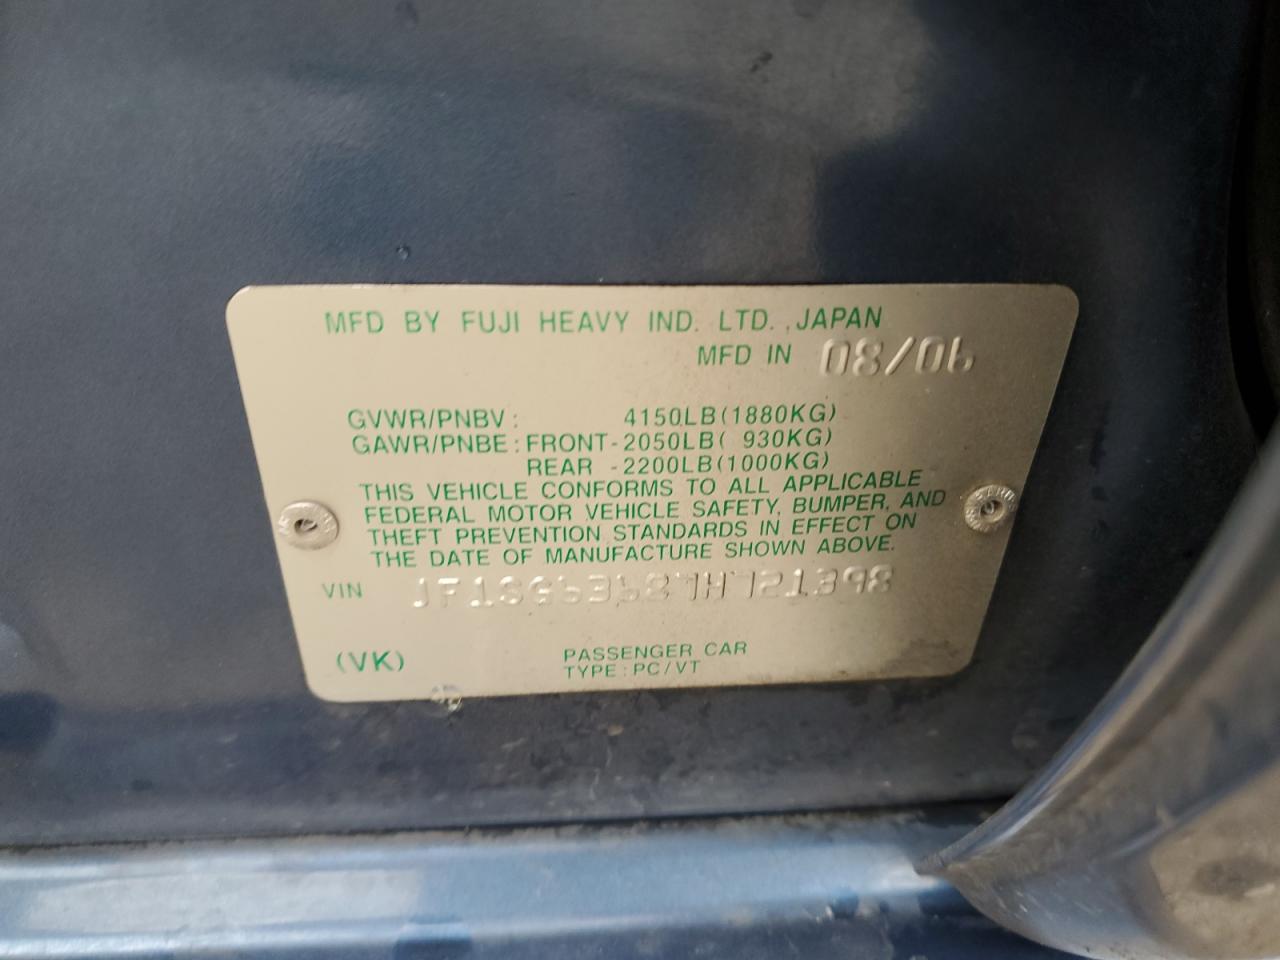 MFD BY FUJI HEAVY IND. LTD. ,JAPAN
MFD IN 08/06
GVWR/PNBV : 4150LB(1880KG)
GAWR/PNBE : FRONT-2050LB( 930KG)
REAR -2200LB(1000KG)
THIS VEHICLE CONFORMS TO ALL APPLICABLE
FEDERAL MOTOR VEHICLE SAFETY, BUMPER, AND
THEFT PREVENTION STANDARDS IN EFFECT ON
THE DATE OF MANUFACTURE SHOWN ABOVE.
VIN JF1SG63687H721398
(VK)
PASSENGER CAR
TYPE : PC/VT